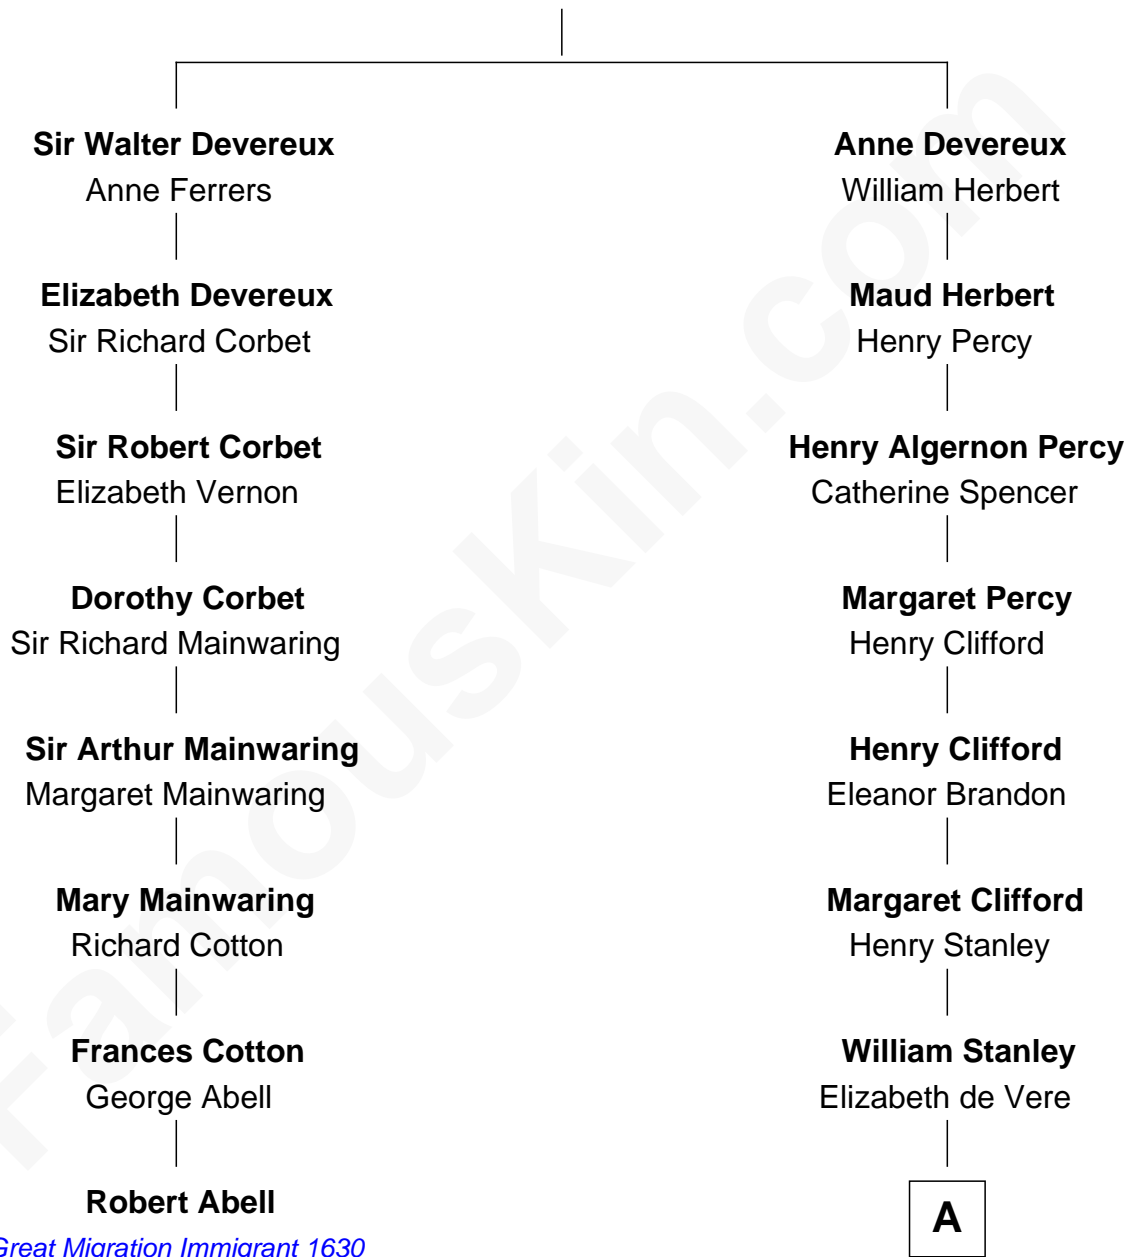 Sir Walter Devereux
Anne Ferrers
Elizabeth Devereux
Sir Richard Corbet
Sir Robert Corbet
Elizabeth Vernon
Dorothy Corbet
Sir Richard Mainwaring
Sir Arthur Mainwaring
Margaret Mainwaring
Mary Mainwaring
Richard Cotton
Frances Cotton
George Abell
Robert Abell
Great Migration Immigrant 1630
Anne Devereux
William Herbert
Maud Herbert
Henry Percy
Henry Algernon Percy
Catherine Spencer
Margaret Percy
Henry Clifford
Henry Clifford
Eleanor Brandon
Margaret Clifford
Henry Stanley
William Stanley
Elizabeth de Vere
A
FamousKin.com